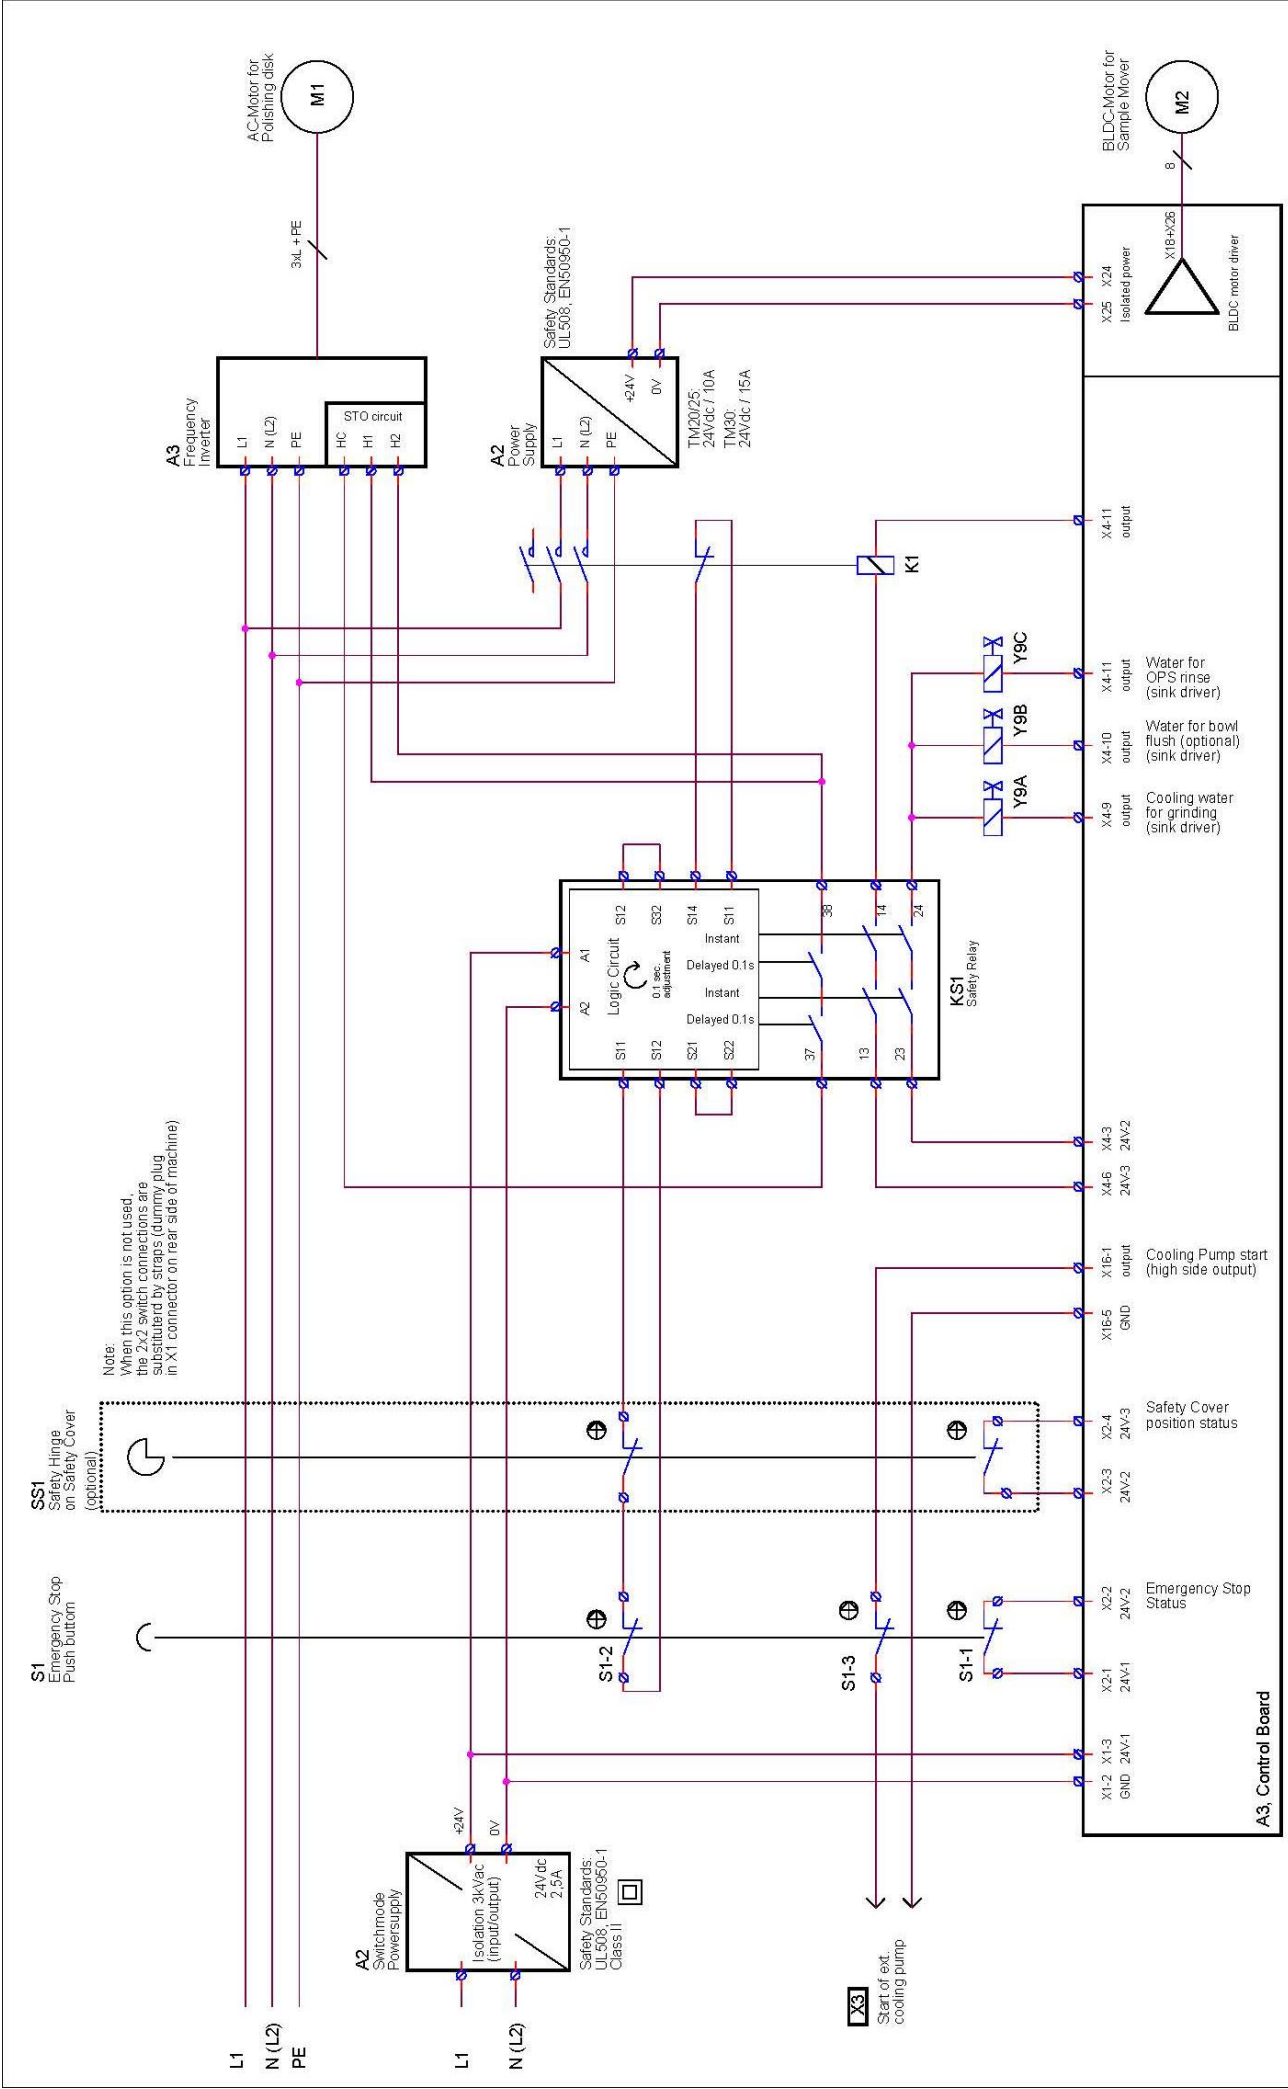 S1
Emergency Stop
Push buttom
SS1
Safety Hinge
on Safety Cover
(optional)
Note:
When this option is not used,
the 2x2 switch connections are
substituterd by straps (dummy plug
in X1 connector on rear side of machine)
AC-Motor for
Polishing disk
M1
3xL + PE
A3
Frequency
Inverter
L1
N (L2)
PE
STO circuit
HC
H1
H2
L1
N (L2)
PE
A2
Switchmode
Powersupply
L1
N (L2)
Isolation 3kVac
(input/output)
24Vdc
2,5A
+24V
0V
Safety Standards:
UL508, EN50950-1
Class II
A2
Power
Supply
L1
N (L2)
PE
+24V
0V
Safety Standards:
UL508, EN50950-1
TM20/25:
24Vdc / 10A
TM30:
24Vdc / 15A
S1-2
S1-3
S1-1
A2
A1
Logic Circuit
0.1 sec.
adjustment
S11
S12
S21
S22
S12
S32
S14
S11
Delayed 0.1s
Instant
Delayed 0.1s
Instant
37
38
13
14
23
24
KS1
Safety Relay
K1
Y9A
Y9B
Y9C
X3
Start of ext.
cooling pump
X1-2
GND
X1-3
24V-1
X2-1
24V-1
X2-2
24V-2
Emergency Stop
Status
X2-3
24V-2
X2-4
24V-3
Safety Cover
position status
X16-5
GND
X16-1
output
Cooling Pump start
(high side output)
X4-6
24V-3
X4-3
24V-2
X4-9
output
Cooling water
for grinding
(sink driver)
X4-10
output
Water for bowl
flush (optional)
(sink driver)
X4-11
output
Water for
OPS rinse
(sink driver)
X4-11
output
X25
X24
Isolated power
X18+X26
BLDC motor driver
8
BLDC-Motor for
Sample Mover
M2
A3, Control Board